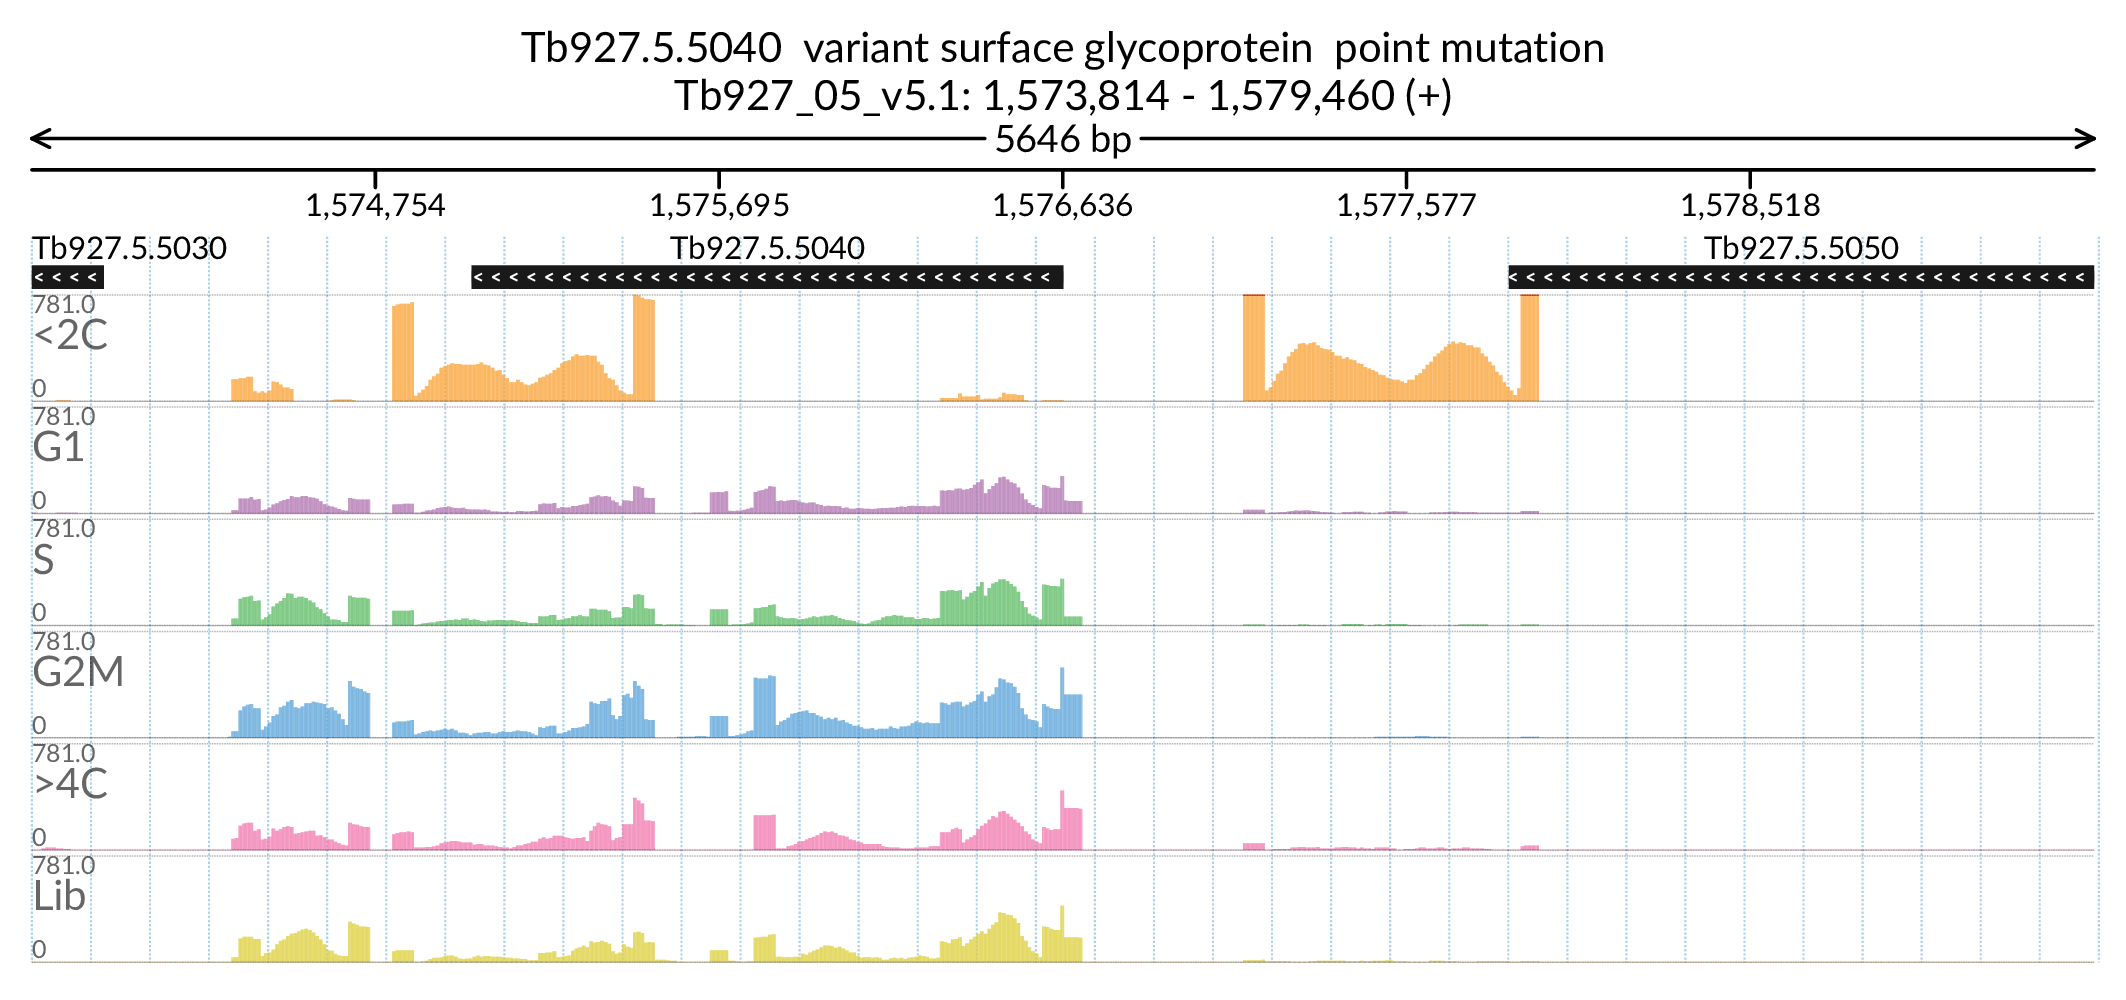 Tb927.5.5040  variant surface glycoprotein  point mutation
Tb927_05_v5.1: 1,573,814 - 1,579,460 (+)
5646 bp
1,574,754 1,575,695 1,576,636 1,577,577 1,578,518
Tb927.5.5030 Tb927.5.5040 Tb927.5.5050
781.0
<2C
0
781.0
G1
0
781.0
S
0
781.0
G2M
0
781.0
>4C
0
781.0
Lib
0